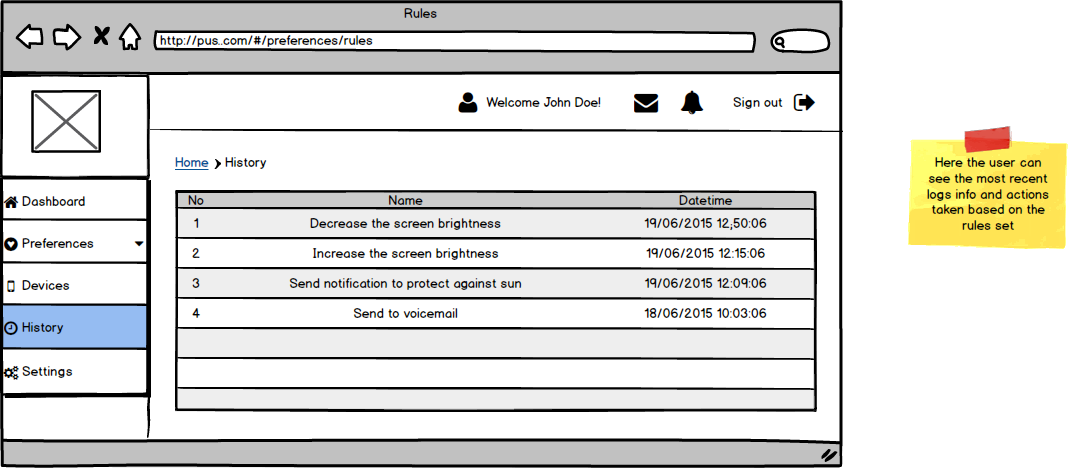 Rules
http://pus..com/#/preferences/rules
Welcome John Doe!
Sign out
Home
History
Dashboard
Preferences
Devices
History
Settings
No Name Datetime
1 Decrease the screen brightness 19/06/2015 12;50:06
2 Increase the screen brightness 19/06/2015 12:15:06
3 Send notification to protect against sun 19/06/2015 12:09:06
4 Send to voicemail 18/06/2015 10:03:06
Here the user can
see the most recent
logs info and actions
taken based on the
rules set